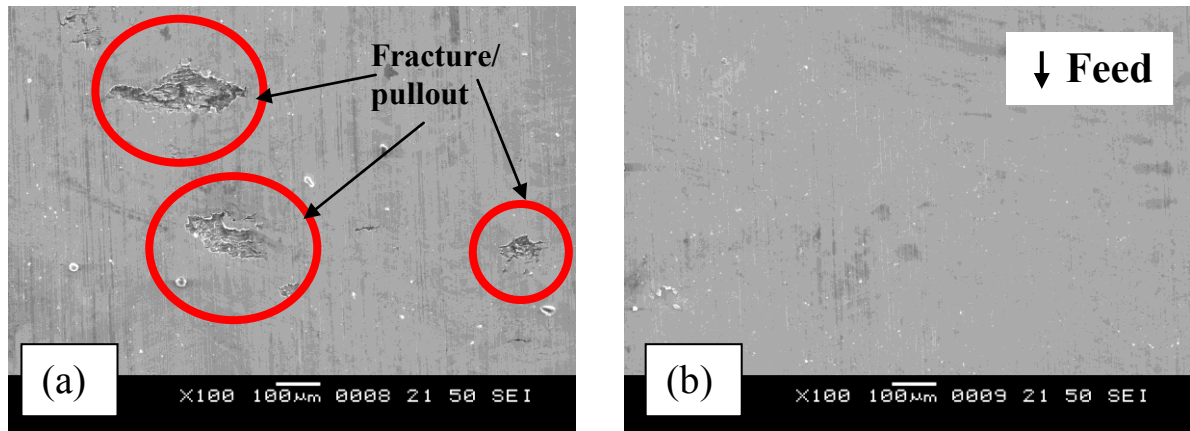 Fracture/
pullout
(a)
X100 100µm 0008 21 50 SEI
↓ Feed
(b)
X100 100µm 0009 21 50 SEI